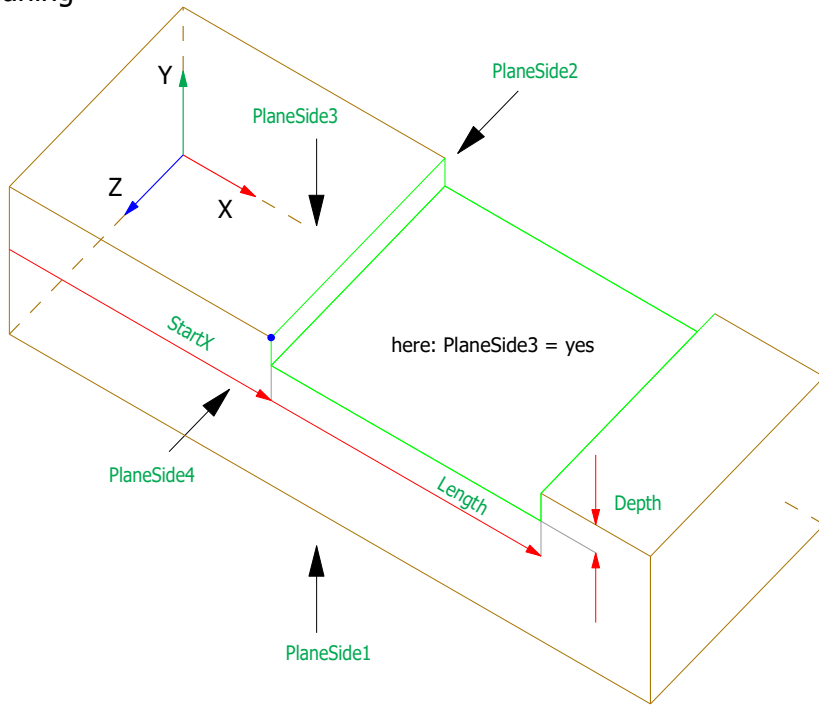 PlaneSide2
Y
PlaneSide3
Z
X
StartX
here: PlaneSide3 = yes
PlaneSide4
Length
Depth
PlaneSide1